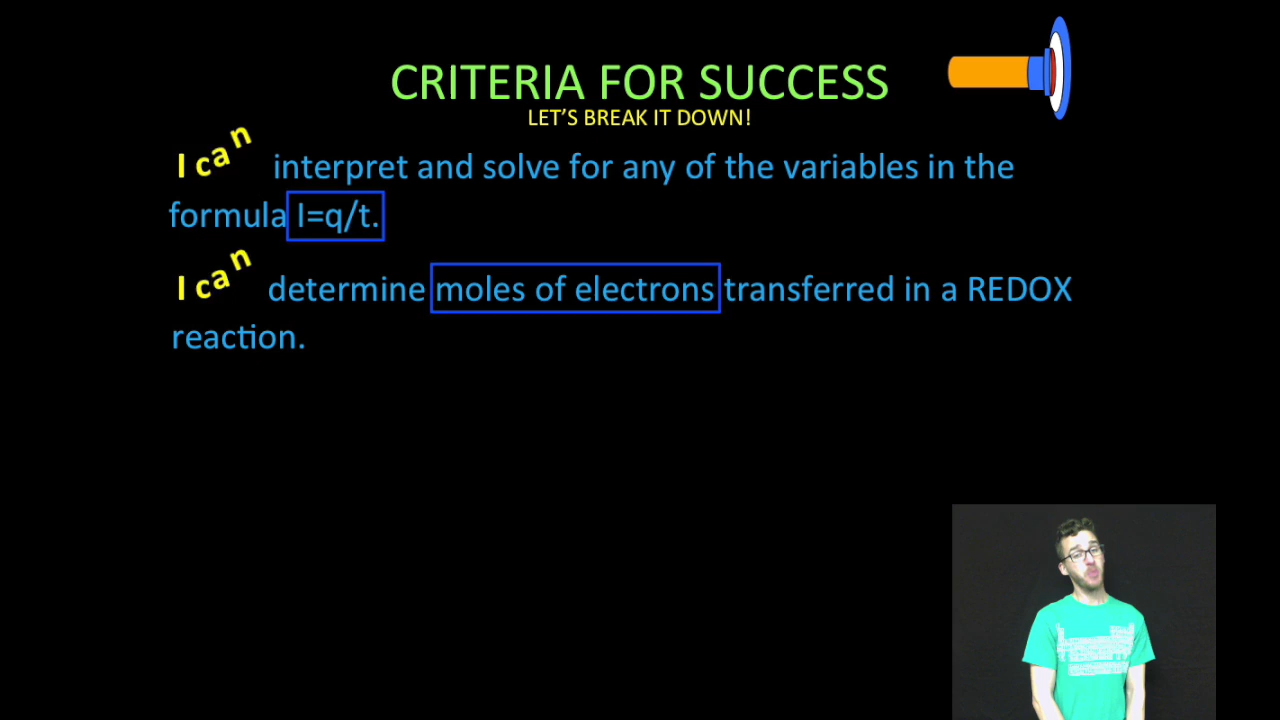 CRITERIA FOR SUCCESS
LET'S BREAK IT DOWN!
I can interpret and solve for any of the variables in the
formula I=q/t.
I can determine moles of electrons transferred in a REDOX
reaction.